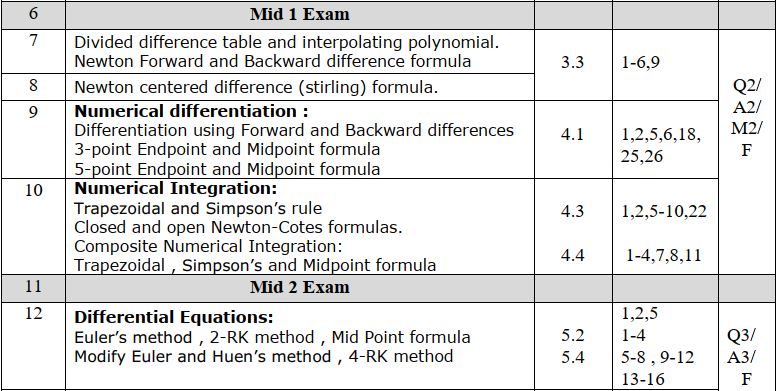 6 Mid 1 Exam
7 Divided difference table and interpolating polynomial.
Newton Forward and Backward difference formula
3.3 1-6,9
8 Newton centered difference (stirling) formula.
9 Numerical differentiation :
Differentiation using Forward and Backward differences
3-point Endpoint and Midpoint formula
5-point Endpoint and Midpoint formula
4.1 1,2,5,6,18,
25,26
10 Numerical Integration:
Trapezoidal and Simpson's rule
Closed and open Newton-Cotes formulas.
Composite Numerical Integration:
Trapezoidal , Simpson's and Midpoint formula
4.3 1,2,5-10,22
4.4 1-4,7,8,11
Q2/
A2/
M2/
F
11 Mid 2 Exam
12 Differential Equations:
Euler's method , 2-RK method , Mid Point formula
Modify Euler and Huen's method , 4-RK method
5.2
5.4
1,2,5
1-4
5-8 , 9-12
13-16
Q3/
A3/
F